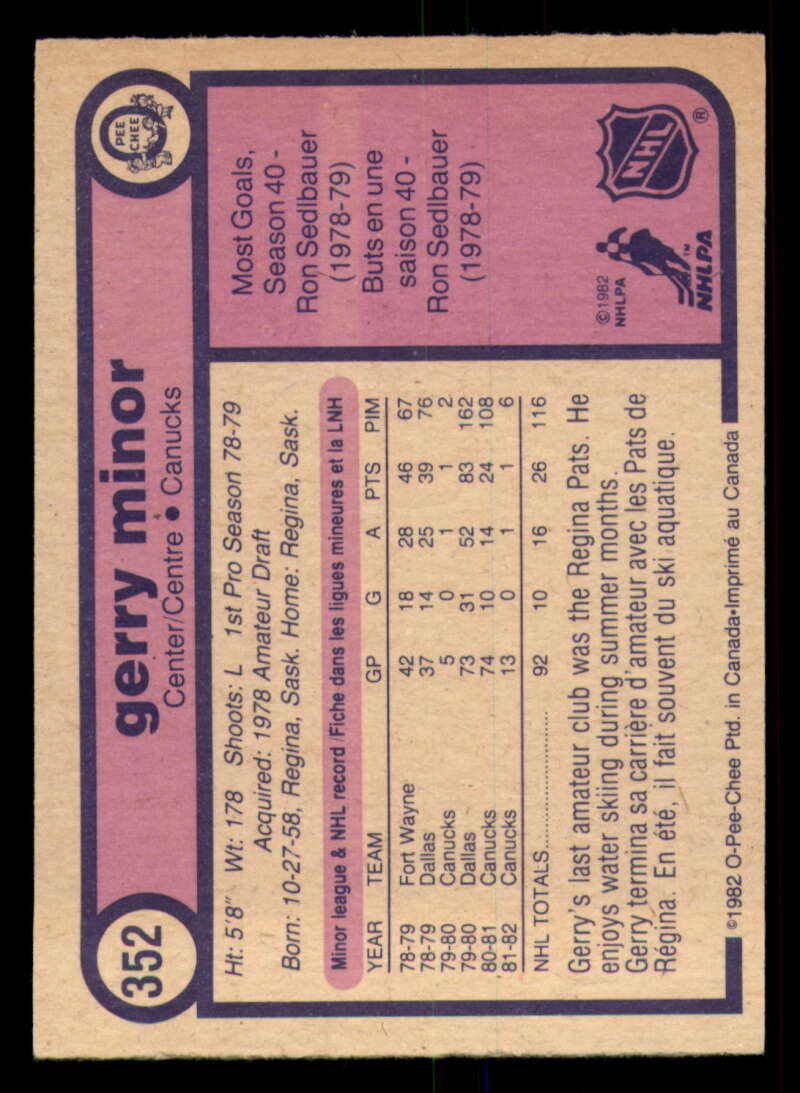 352
gerry minor
Center/Centre • Canucks
O
PEE
CHEE
Ht: 5'8" Wt: 178 Shoots: L 1st Pro Season 78-79
Acquired: 1978 Amateur Draft
Born: 10-27-58, Regina, Sask. Home: Regina, Sask.
Minor league & NHL record/Fiche dans les ligues mineures et la LNH
YEAR TEAM GP G A PTS PIM
78-79 Fort Wayne 42 18 28 46 67
78-79 Dallas 37 14 25 39 76
79-80 Canucks 5 0 1 1 2
79-80 Dallas 73 31 52 83 162
80-81 Canucks 74 10 14 24 108
81-82 Canucks 13 0 1 1 6
NHL TOTALS.................... 92 10 16 26 116
Gerry's last amateur club was the Regina Pats. He
enjoys water skiing during summer months.
Gerry termina sa carrière d'amateur avec les Pats de
Régina. En été, il fait souvent du ski aquatique.
©1982 O-Pee-Chee Ptd. in Canada•Imprimé au Canada
Most Goals,
Season 40 -
Ron Sedlbauer
(1978-79)
Buts en une
saison 40 -
Ron Sedlbauer
(1978-79)
©1982
NHLPA
NHLPA
TM
NHL
®